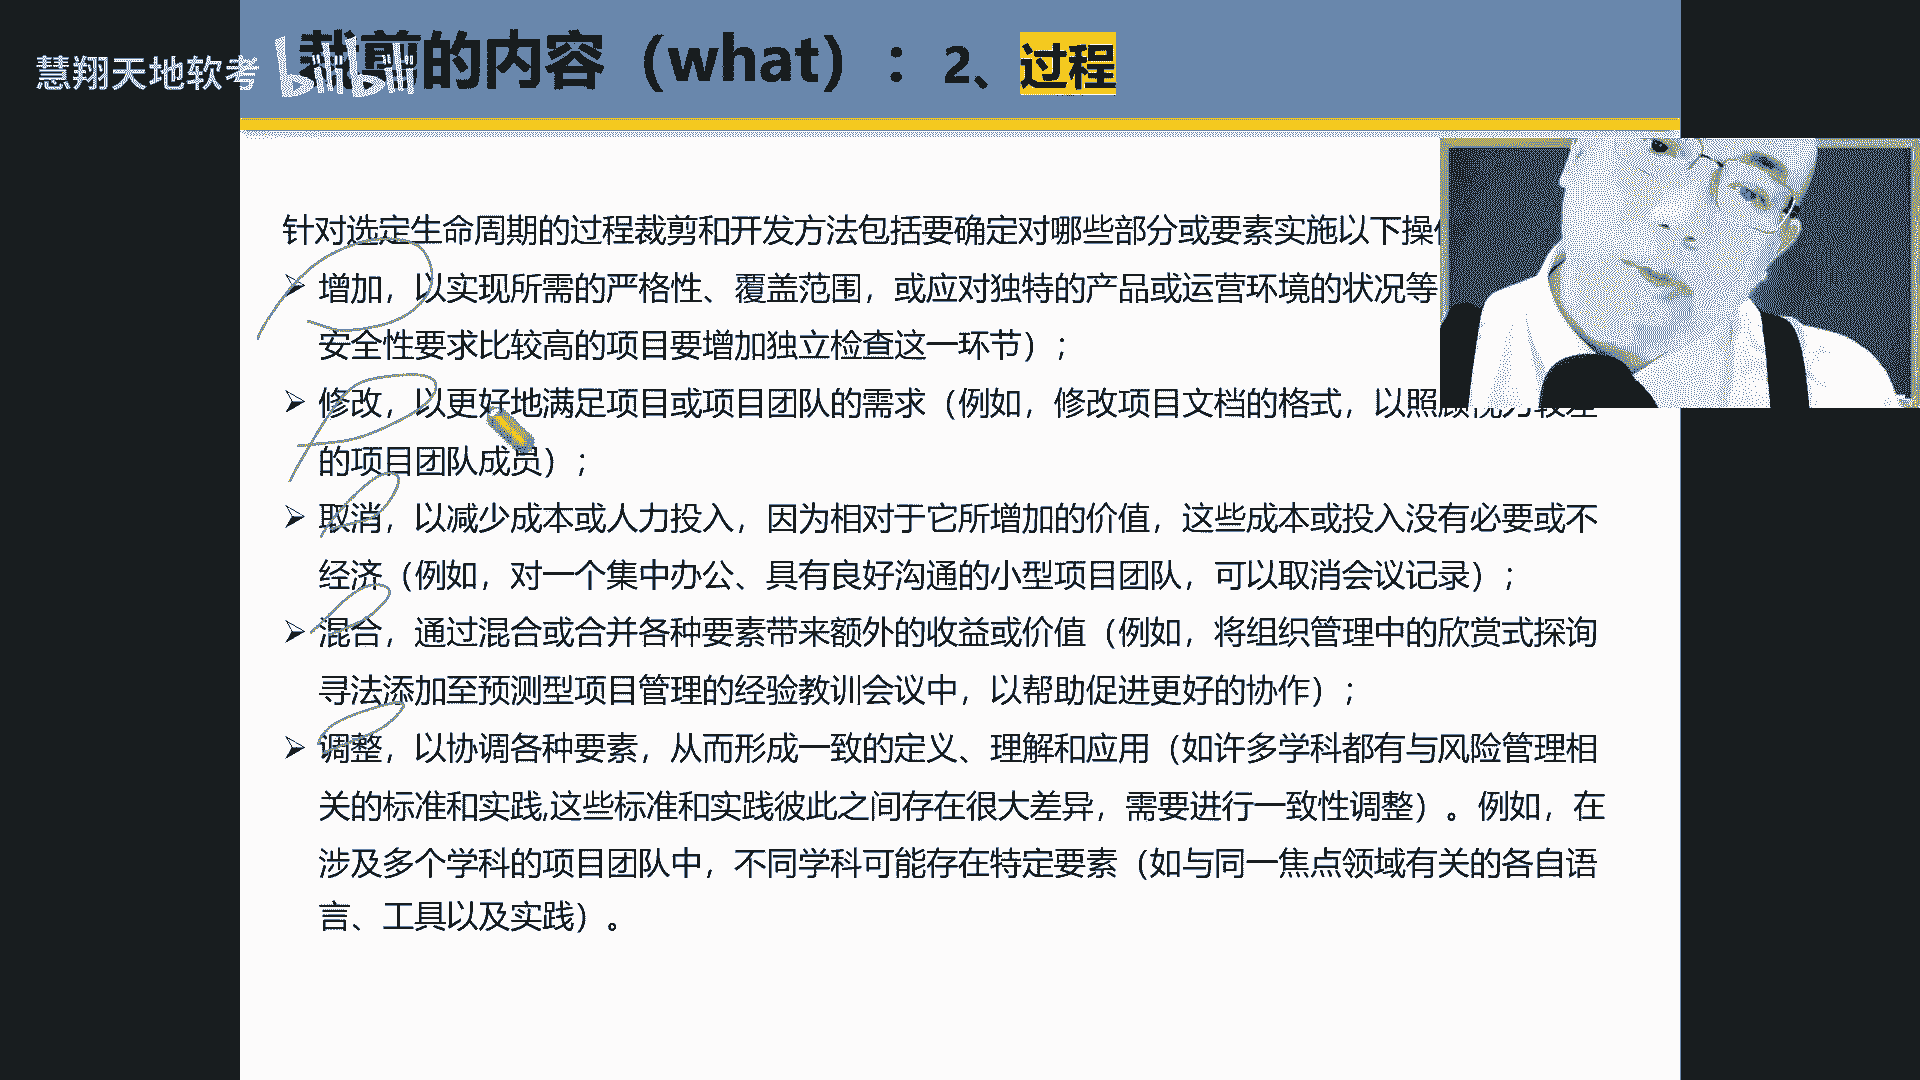 慧翔天地软考
bilibili
裁剪的内容（what）：2、过程
针对选定生命周期的过程裁剪和开发方法包括要确定对哪些部分或要素实施以下操
➢ 增加，以实现所需的严格性、覆盖范围，或应对独特的产品或运营环境的状况等
安全性要求比较高的项目要增加独立检查这一环节）；
➢ 修改，以更好地满足项目或项目团队的需求（例如，修改项目文档的格式，以照顾视力较差
的项目团队成员）；
➢ 取消，以减少成本或人力投入，因为相对于它所增加的价值，这些成本或投入没有必要或不
经济（例如，对一个集中办公、具有良好沟通的小型项目团队，可以取消会议记录）；
➢ 混合，通过混合或合并各种要素带来额外的收益或价值（例如，将组织管理中的欣赏式探询
寻法添加至预测型项目管理的经验教训会议中，以帮助促进更好的协作）；
➢ 调整，以协调各种要素，从而形成一致的定义、理解和应用（如许多学科都有与风险管理相
关的标准和实践,这些标准和实践彼此之间存在很大差异，需要进行一致性调整）。例如，在
涉及多个学科的项目团队中，不同学科可能存在特定要素（如与同一焦点领域有关的各自语
言、工具以及实践）。